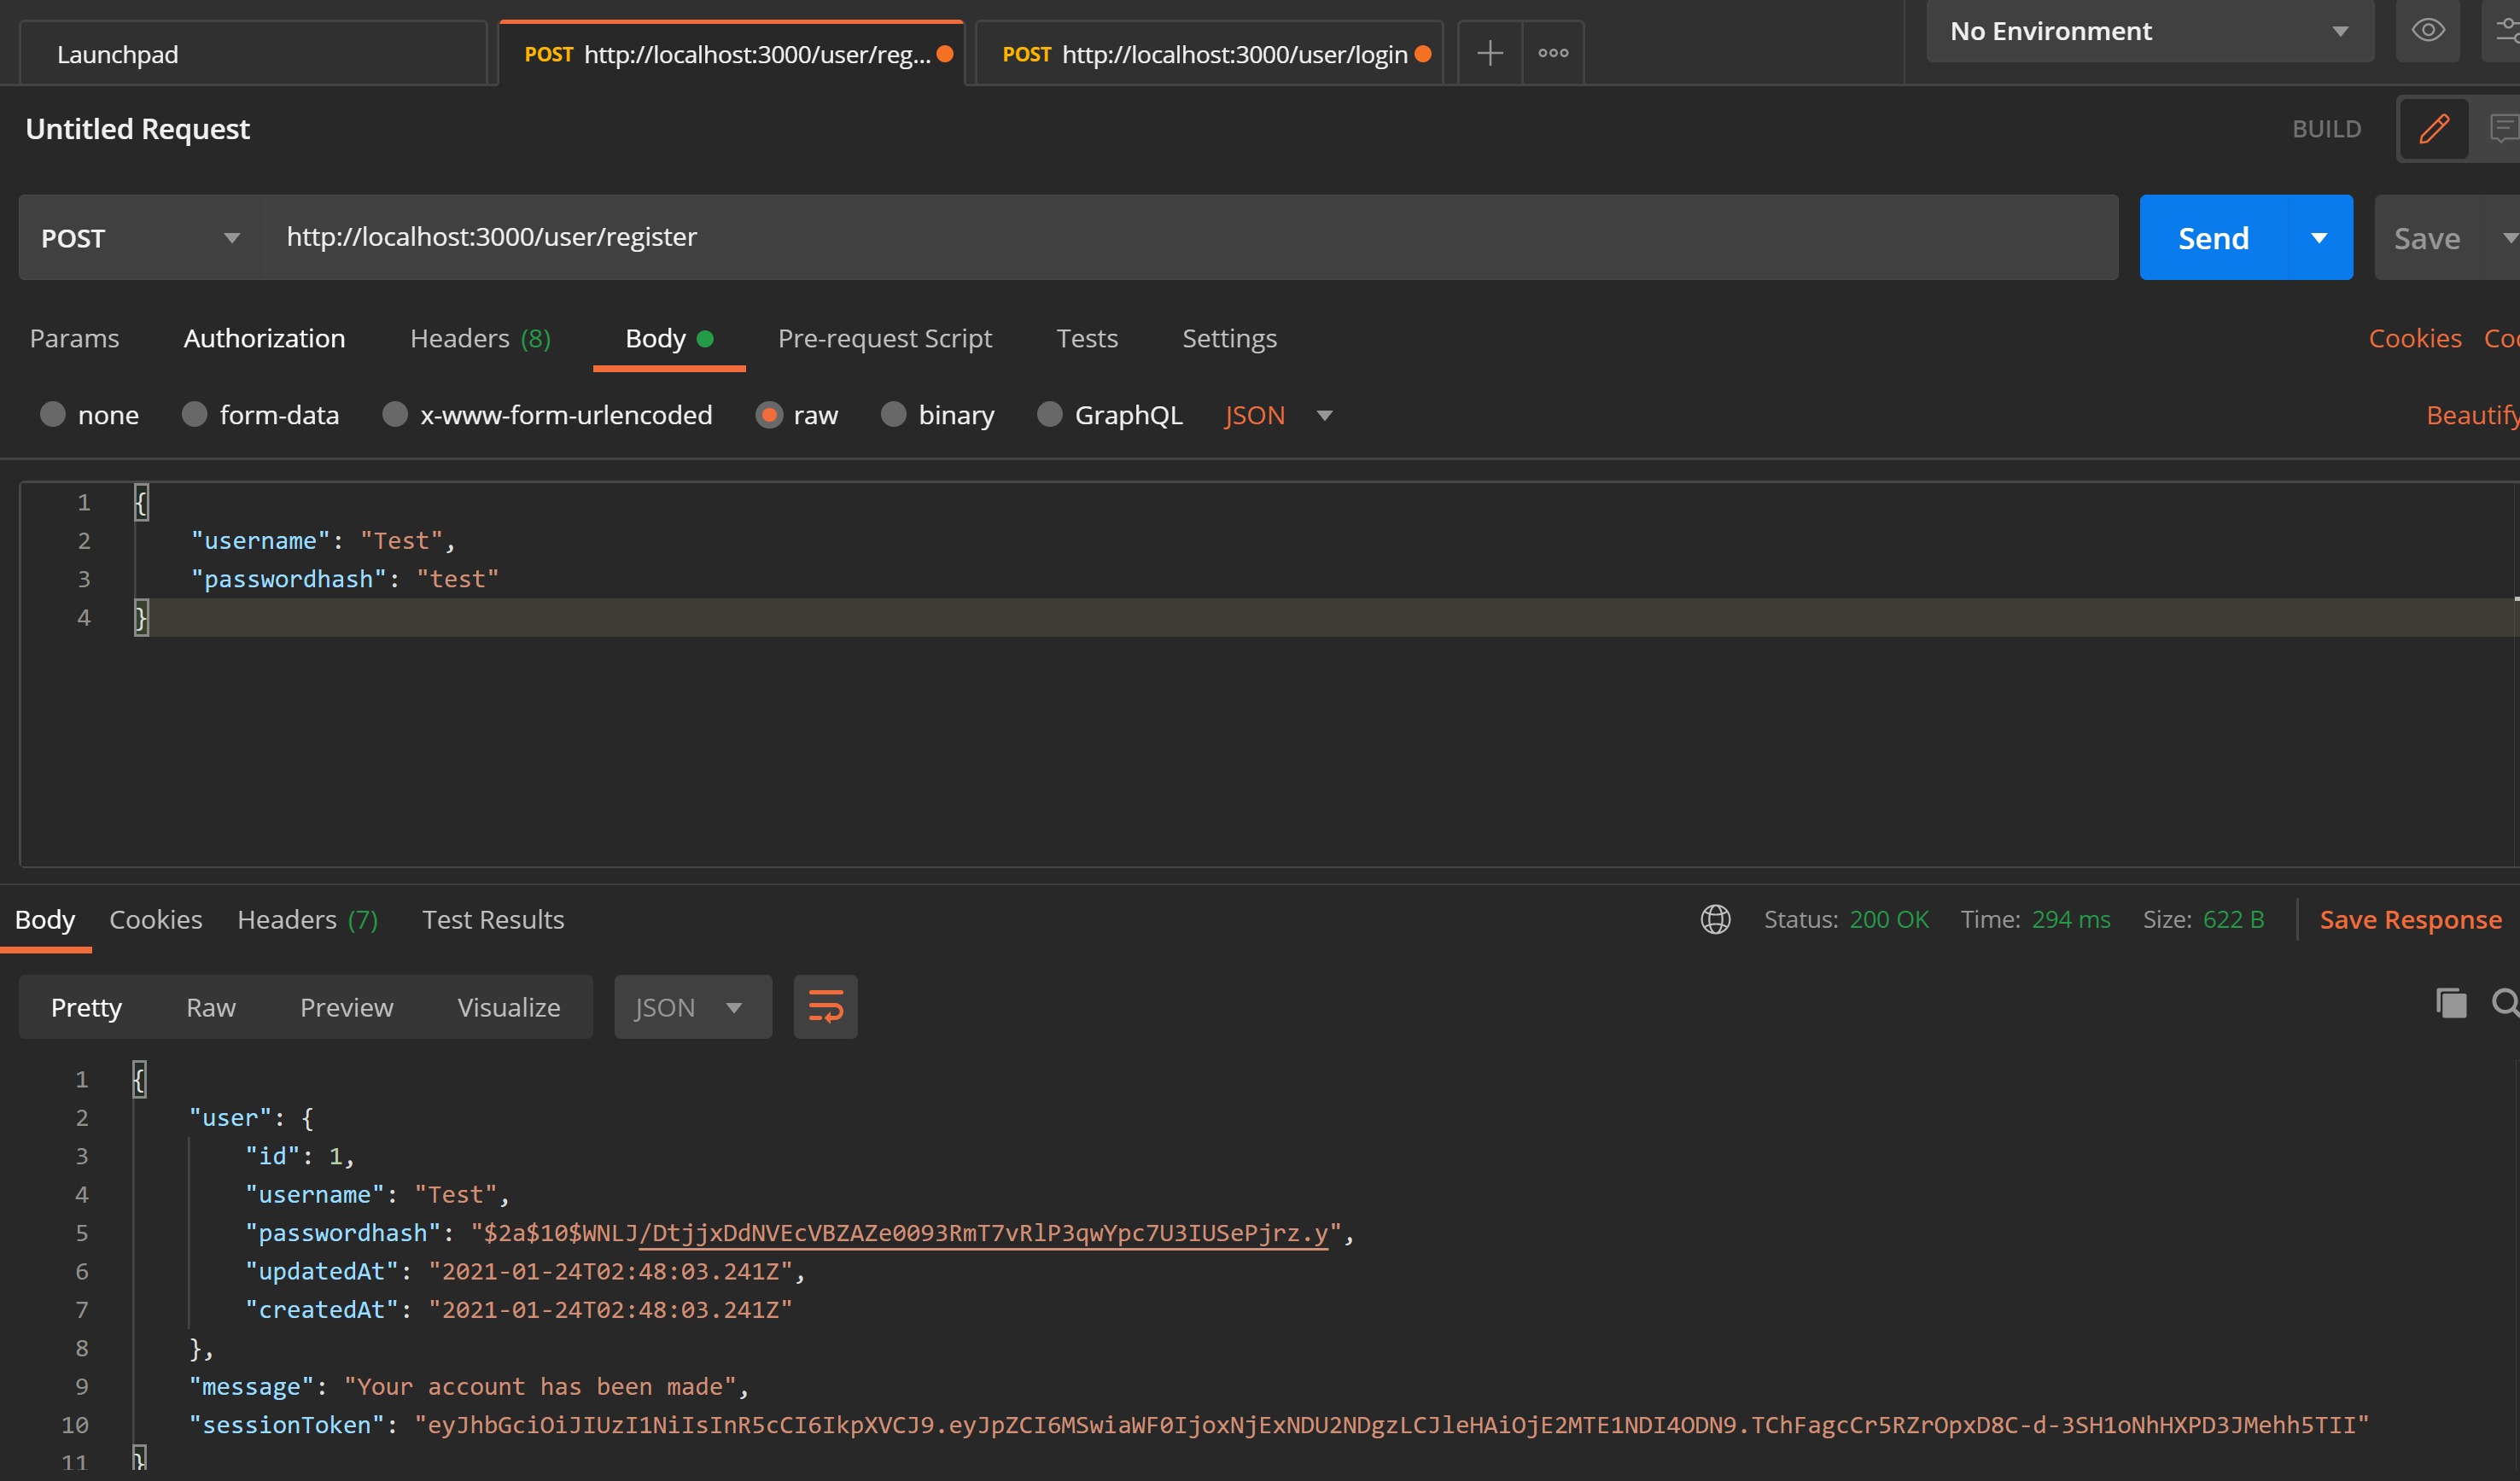 Launchpad
POST http://localhost:3000/user/reg...
POST http://localhost:3000/user/login
No Environment
Untitled Request
BUILD
POST
http://localhost:3000/user/register
Send
Save
Params
Authorization
Headers (8)
Body
Pre-request Script
Tests
Settings
Cookies
none
form-data
x-www-form-urlencoded
raw
binary
GraphQL
JSON
Beautify
1 {
2 "username": "Test",
3 "passwordhash": "test"
4 }
Body
Cookies
Headers (7)
Test Results
Status: 200 OK
Time: 294 ms
Size: 622 B
Save Response
Pretty
Raw
Preview
Visualize
JSON
1 {
2 "user": {
3 "id": 1,
4 "username": "Test",
5 "passwordhash": "$2a$10$WNLJ/DtjjxDdNVEcVBZAZe0093RmT7vRlP3qwYpc7U3IUSePjrz.y",
6 "updatedAt": "2021-01-24T02:48:03.241Z",
7 "createdAt": "2021-01-24T02:48:03.241Z"
8 },
9 "message": "Your account has been made",
10 "sessionToken": "eyJhbGciOiJIUzI1NiIsInR5cCI6IkpXVCJ9.eyJpZCI6MSwiaWF0IjoxNjExNDU2NDgzLCJleHAiOjE2MTE1NDI4ODN9.TChFagcCr5RZrOpxD8C-d-3SH1oNhHXPD3JMehh5TII"
11 }